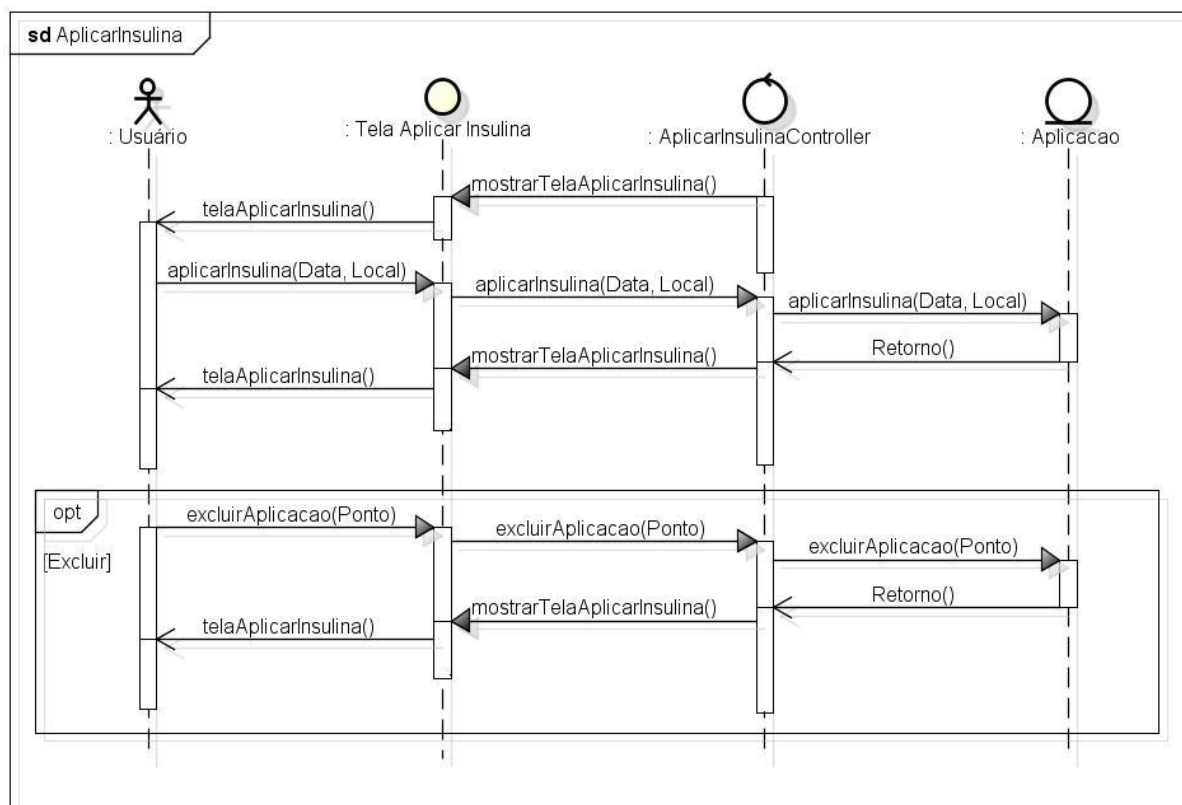 sd AplicarInsulina
: Usuário
: Tela Aplicar Insulina
: AplicarInsulinaController
: Aplicacao
mostrarTelaAplicarInsulina()
telaAplicarInsulina()
aplicarInsulina(Data, Local)
aplicarInsulina(Data, Local)
aplicarInsulina(Data, Local)
Retorno()
mostrarTelaAplicarInsulina()
telaAplicarInsulina()
opt
[Excluir]
excluirAplicacao(Ponto)
excluirAplicacao(Ponto)
excluirAplicacao(Ponto)
Retorno()
mostrarTelaAplicarInsulina()
telaAplicarInsulina()